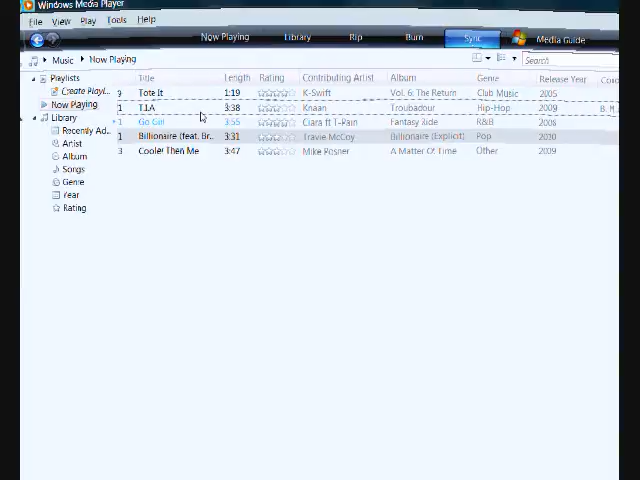 Windows Media Player
File View Play Tools Help
Now Playing Library Rip Burn Sync Media Guide
Music Now Playing Search
Playlists Title Length Rating Contributing Artist Album Genre Release Year
Create Playl... 9 Tote It 1:19 K-Swift Vol. 6: The Return Club Music 2005
Now Playing 1 T.I.A 3:38 Knaan Troubadour Hip-Hop 2009
Library 1 Go Girl 3:55 Ciara ft T-Pain Fantasy Ride R&B 2008
Recently Ad... 1 Billionaire (feat. Br... 3:31 Travie McCoy Billionaire (Explicit) Pop 2010
Artist 3 Cooler Then Me 3:47 Mike Posner A Matter Of Time Other 2009
Album
Songs
Genre
Year
Rating